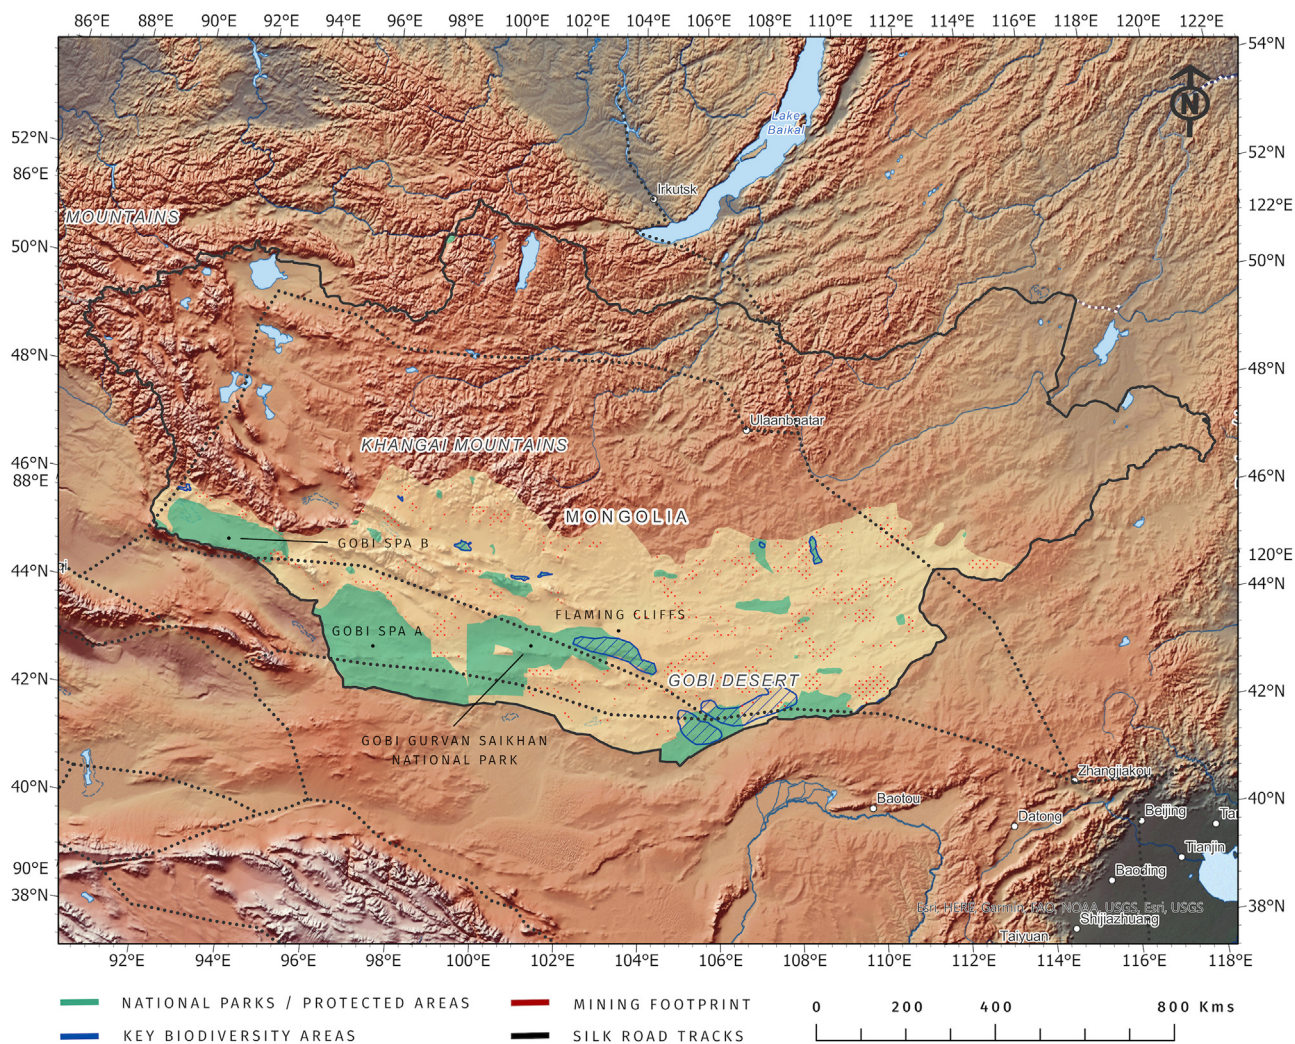 86°E 88°E 90°E 92°E 94°E 96°E 98°E 100°E 102°E 104°E 106°E 108°E 110°E 112°E 114°E 116°E 118°E 120°E 122°E
54°N
N
Lake
Baikal
52°N
52°N
86°E
Irkutsk
122°E
MOUNTAINS
50°N
50°N
48°N
48°N
Ulaanbaatar
KHANGAI MOUNTAINS
46°N
46°N
88°E
MONGOLIA
GOBI SPA B
120°E
44°N
44°N
FLAMING CLIFFS
GOBI SPA A
42°N
GOBI DESERT
42°N
GOBI GURVAN SAIKHAN
NATIONAL PARK
Zhangjiakou
40°N
Baotou
40°N
Datong
Beijing
Tai
Tianjin
90°E
Baoding
38°N
Esri, HERE, Garmin, FAO, NOAA, USGS, Esri, USGS
38°N
Shijiazhuang
Taiyuan
92°E 94°E 96°E 98°E 100°E 102°E 104°E 106°E 108°E 110°E 112°E 114°E 116°E 118°E
NATIONAL PARKS / PROTECTED AREAS
KEY BIODIVERSITY AREAS
MINING FOOTPRINT
SILK ROAD TRACKS
0 200 400 800 Kms